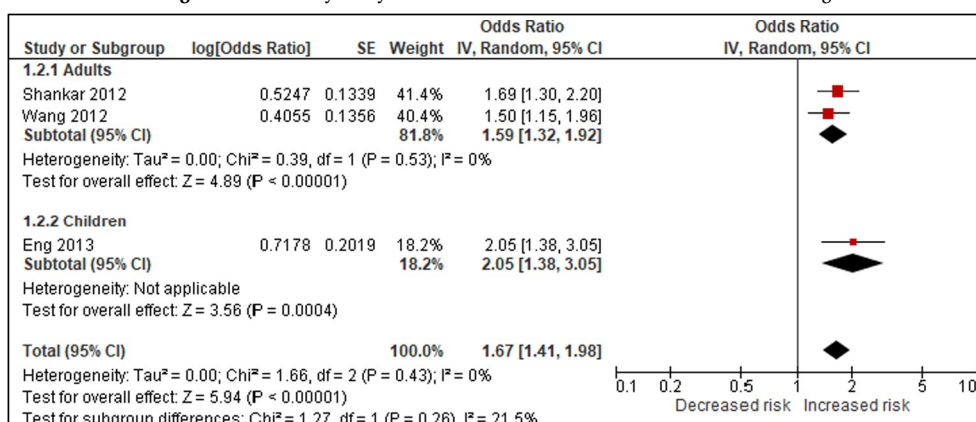 Odds Ratio Odds Ratio
Study or Subgroup log[Odds Ratio] SE Weight IV, Random, 95% CI IV, Random, 95% CI
1.2.1 Adults
Shankar 2012 0.5247 0.1339 41.4% 1.69 [1.30, 2.20]
Wang 2012 0.4055 0.1356 40.4% 1.50 [1.15, 1.96]
Subtotal (95% CI) 81.8% 1.59 [1.32, 1.92]
Heterogeneity: Tau² = 0.00; Chi² = 0.39, df = 1 (P = 0.53); I² = 0%
Test for overall effect: Z = 4.89 (P < 0.00001)
1.2.2 Children
Eng 2013 0.7178 0.2019 18.2% 2.05 [1.38, 3.05]
Subtotal (95% CI) 18.2% 2.05 [1.38, 3.05]
Heterogeneity: Not applicable
Test for overall effect: Z = 3.56 (P = 0.0004)
Total (95% CI) 100.0% 1.67 [1.41, 1.98]
Heterogeneity: Tau² = 0.00; Chi² = 1.66, df = 2 (P = 0.43); I² = 0%
Test for overall effect: Z = 5.94 (P < 0.00001)
Test for subgroup differences: Chi² = 1.27, df = 1 (P = 0.26), I² = 21.5%
0.1 0.2 0.5 1 2 5 10
Decreased risk Increased risk